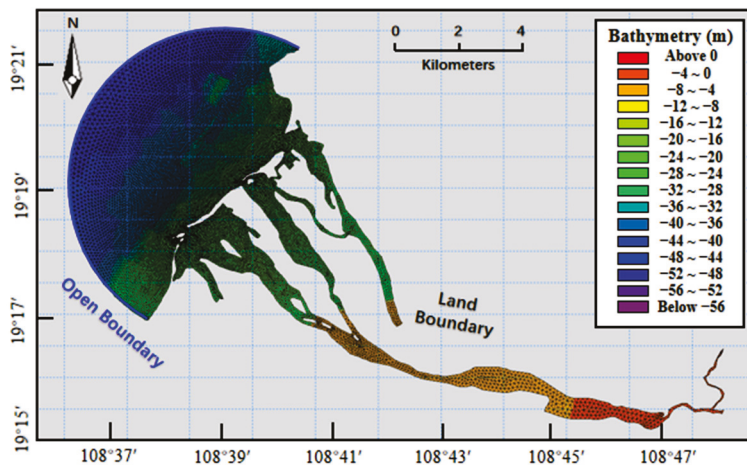 N
0 2 4
Kilometers
Bathymetry (m)
Above 0
−4 ~ 0
−8 ~ −4
−12 ~ −8
−16 ~ −12
−20 ~ −16
−24 ~ −20
−28 ~ −24
−32 ~ −28
−36 ~ −32
−40 ~ −36
−44 ~ −40
−48 ~ −44
−52 ~ −48
−56 ~ −52
Below −56
19°21'
19°19'
19°17'
19°15'
Open Boundary
Land
Boundary
108°37' 108°39' 108°41' 108°43' 108°45' 108°47'